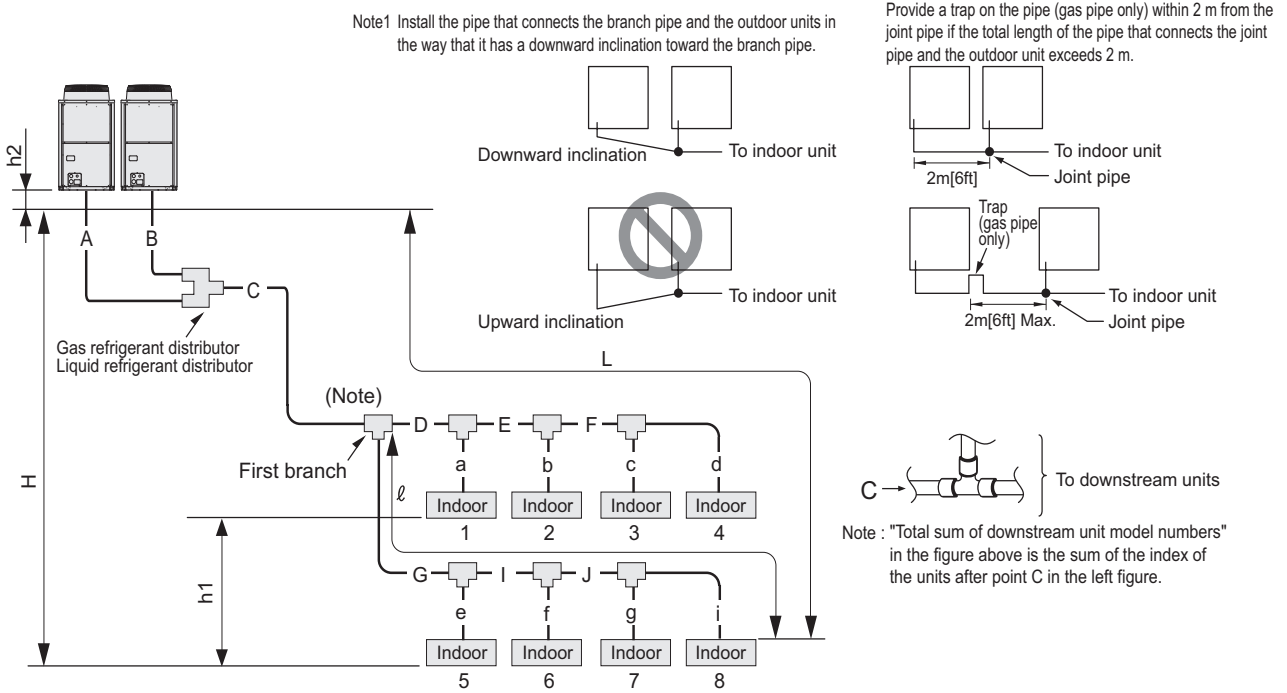 Note1 Install the pipe that connects the branch pipe and the outdoor units in
the way that it has a downward inclination toward the branch pipe.
Provide a trap on the pipe (gas pipe only) within 2 m from the
joint pipe if the total length of the pipe that connects the joint
pipe and the outdoor unit exceeds 2 m.
Downward inclination
To indoor unit
To indoor unit
2m[6ft]
Joint pipe
Upward inclination
To indoor unit
Trap
(gas pipe
only)
To indoor unit
2m[6ft] Max.
Joint pipe
h2
A
B
C
Gas refrigerant distributor
Liquid refrigerant distributor
L
H
(Note)
First branch
D
E
F
a
b
c
d
ℓ
Indoor
Indoor
Indoor
Indoor
1
2
3
4
h1
G
I
J
e
f
g
i
Indoor
Indoor
Indoor
Indoor
5
6
7
8
C
To downstream units
Note : "Total sum of downstream unit model numbers"
in the figure above is the sum of the index of
the units after point C in the left figure.